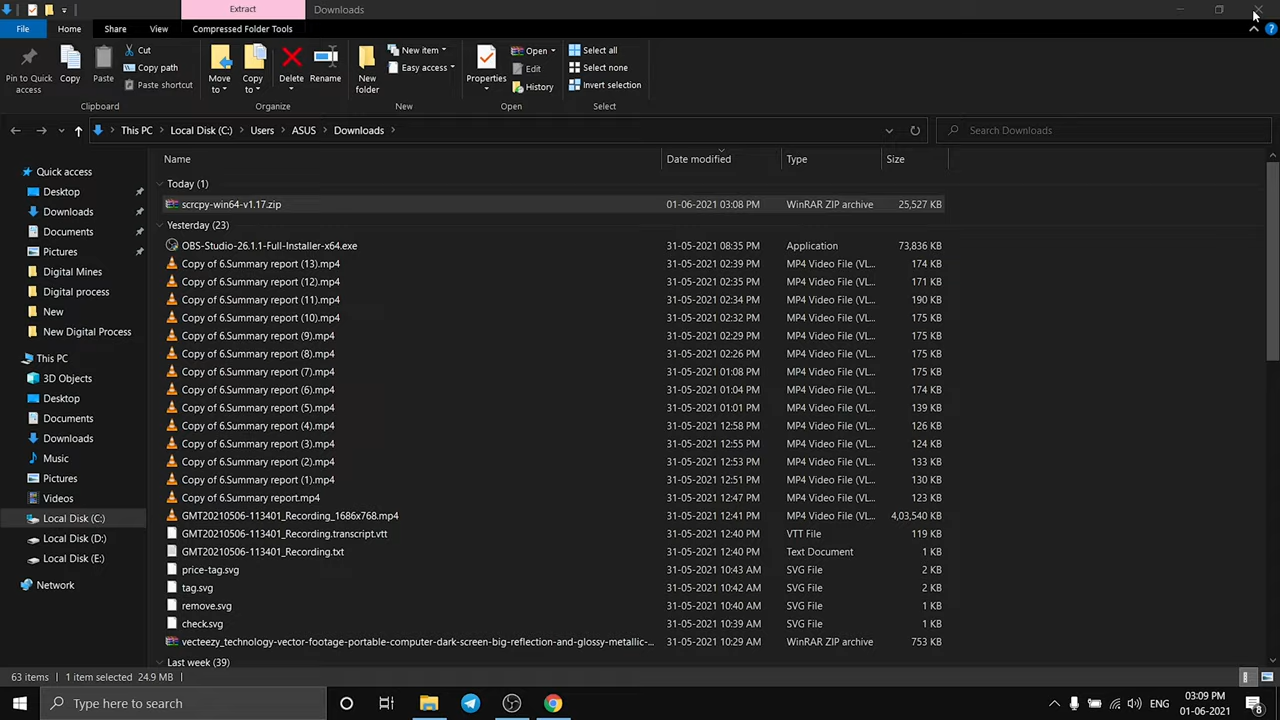 Extract Downloads
File Home Share View Compressed Folder Tools
Pin to Quick access
Copy
Paste
Cut
Copy path
Paste shortcut
Clipboard
Move to
Copy to
Delete
Rename
Organize
New folder
New item
Easy access
New
Properties
Open
Edit
History
Open
Select all
Select none
Invert selection
Select
This PC Local Disk (C:) Users ASUS Downloads
Search Downloads
Quick access
Desktop
Downloads
Documents
Pictures
Digital Mines
Digital process
New
New Digital Process
This PC
3D Objects
Desktop
Documents
Downloads
Music
Pictures
Videos
Local Disk (C:)
Local Disk (D:)
Local Disk (E:)
Network
Name Date modified Type Size
Today (1)
scrcpy-win64-v1.17.zip 01-06-2021 03:08 PM WinRAR ZIP archive 25,527 KB
Yesterday (23)
OBS-Studio-26.1.1-Full-Installer-x64.exe 31-05-2021 08:35 PM Application 73,836 KB
Copy of 6.Summary report (13).mp4 31-05-2021 02:39 PM MP4 Video File (VL... 174 KB
Copy of 6.Summary report (12).mp4 31-05-2021 02:35 PM MP4 Video File (VL... 171 KB
Copy of 6.Summary report (11).mp4 31-05-2021 02:34 PM MP4 Video File (VL... 190 KB
Copy of 6.Summary report (10).mp4 31-05-2021 02:32 PM MP4 Video File (VL... 175 KB
Copy of 6.Summary report (9).mp4 31-05-2021 02:29 PM MP4 Video File (VL... 175 KB
Copy of 6.Summary report (8).mp4 31-05-2021 02:26 PM MP4 Video File (VL... 175 KB
Copy of 6.Summary report (7).mp4 31-05-2021 01:08 PM MP4 Video File (VL... 175 KB
Copy of 6.Summary report (6).mp4 31-05-2021 01:04 PM MP4 Video File (VL... 174 KB
Copy of 6.Summary report (5).mp4 31-05-2021 01:01 PM MP4 Video File (VL... 139 KB
Copy of 6.Summary report (4).mp4 31-05-2021 12:58 PM MP4 Video File (VL... 126 KB
Copy of 6.Summary report (3).mp4 31-05-2021 12:55 PM MP4 Video File (VL... 124 KB
Copy of 6.Summary report (2).mp4 31-05-2021 12:53 PM MP4 Video File (VL... 133 KB
Copy of 6.Summary report (1).mp4 31-05-2021 12:51 PM MP4 Video File (VL... 130 KB
Copy of 6.Summary report.mp4 31-05-2021 12:47 PM MP4 Video File (VL... 123 KB
GMT20210506-113401_Recording_1686x768.mp4 31-05-2021 12:41 PM MP4 Video File (VL... 4,03,540 KB
GMT20210506-113401_Recording.transcript.vtt 31-05-2021 12:40 PM VTT File 119 KB
GMT20210506-113401_Recording.txt 31-05-2021 12:40 PM Text Document 1 KB
price-tag.svg 31-05-2021 10:43 AM SVG File 2 KB
tag.svg 31-05-2021 10:42 AM SVG File 2 KB
remove.svg 31-05-2021 10:40 AM SVG File 2 KB
check.svg 31-05-2021 10:39 AM SVG File 2 KB
vecteezy_technology-vector-footage-portable-computer-dark-screen-big-reflection-and-glossy-metallic-... 31-05-2021 10:29 AM WinRAR ZIP archive 753 KB
Last week (39)
63 items 1 item selected 24.9 MB
Type here to search
ENG
03:09 PM
01-06-2021
8